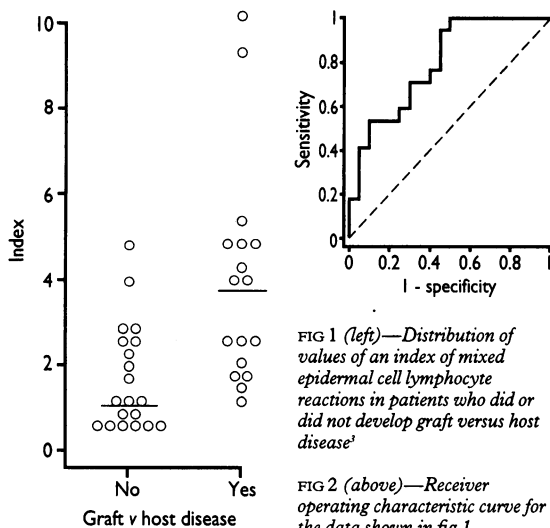 10
8
6
4
2
0
Index
No
Yes
Graft v host disease
1
0.8
0.6
0.4
0.2
0
Sensitivity
0
0.2
0.4
0.6
0.8
1
1 - specificity
FIG 1 (left)—Distribution of
values of an index of mixed
epidermal cell lymphocyte
reactions in patients who did or
did not develop graft versus host
disease³
FIG 2 (above)—Receiver
operating characteristic curve for
the data shown in fig 1